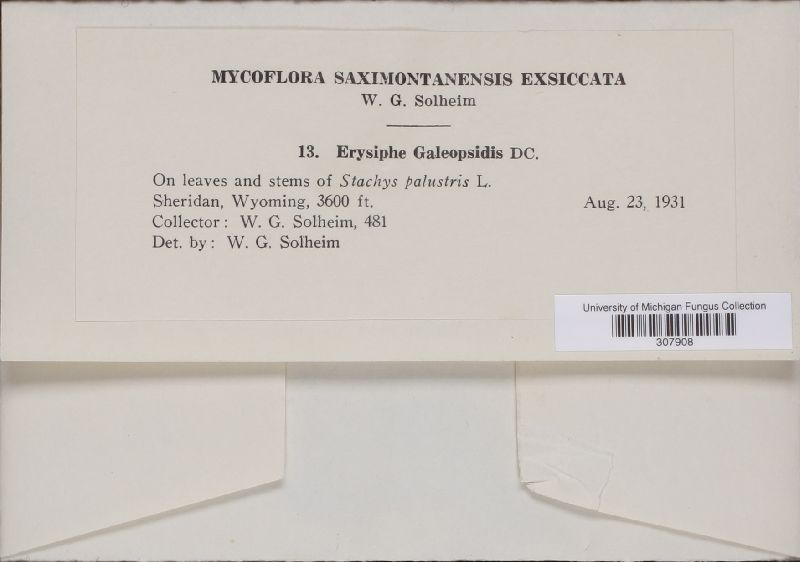 MYCOFLORA SAXIMONTANENSIS EXSICCATA
W. G. Solheim
13. Erysiphe Galeopsidis DC.
On leaves and stems of Stachys palustris L.
Sheridan, Wyoming, 3600 ft. Aug. 23, 1931
Collector: W. G. Solheim, 481
Det. by: W. G. Solheim
University of Michigan Fungus Collection
307908